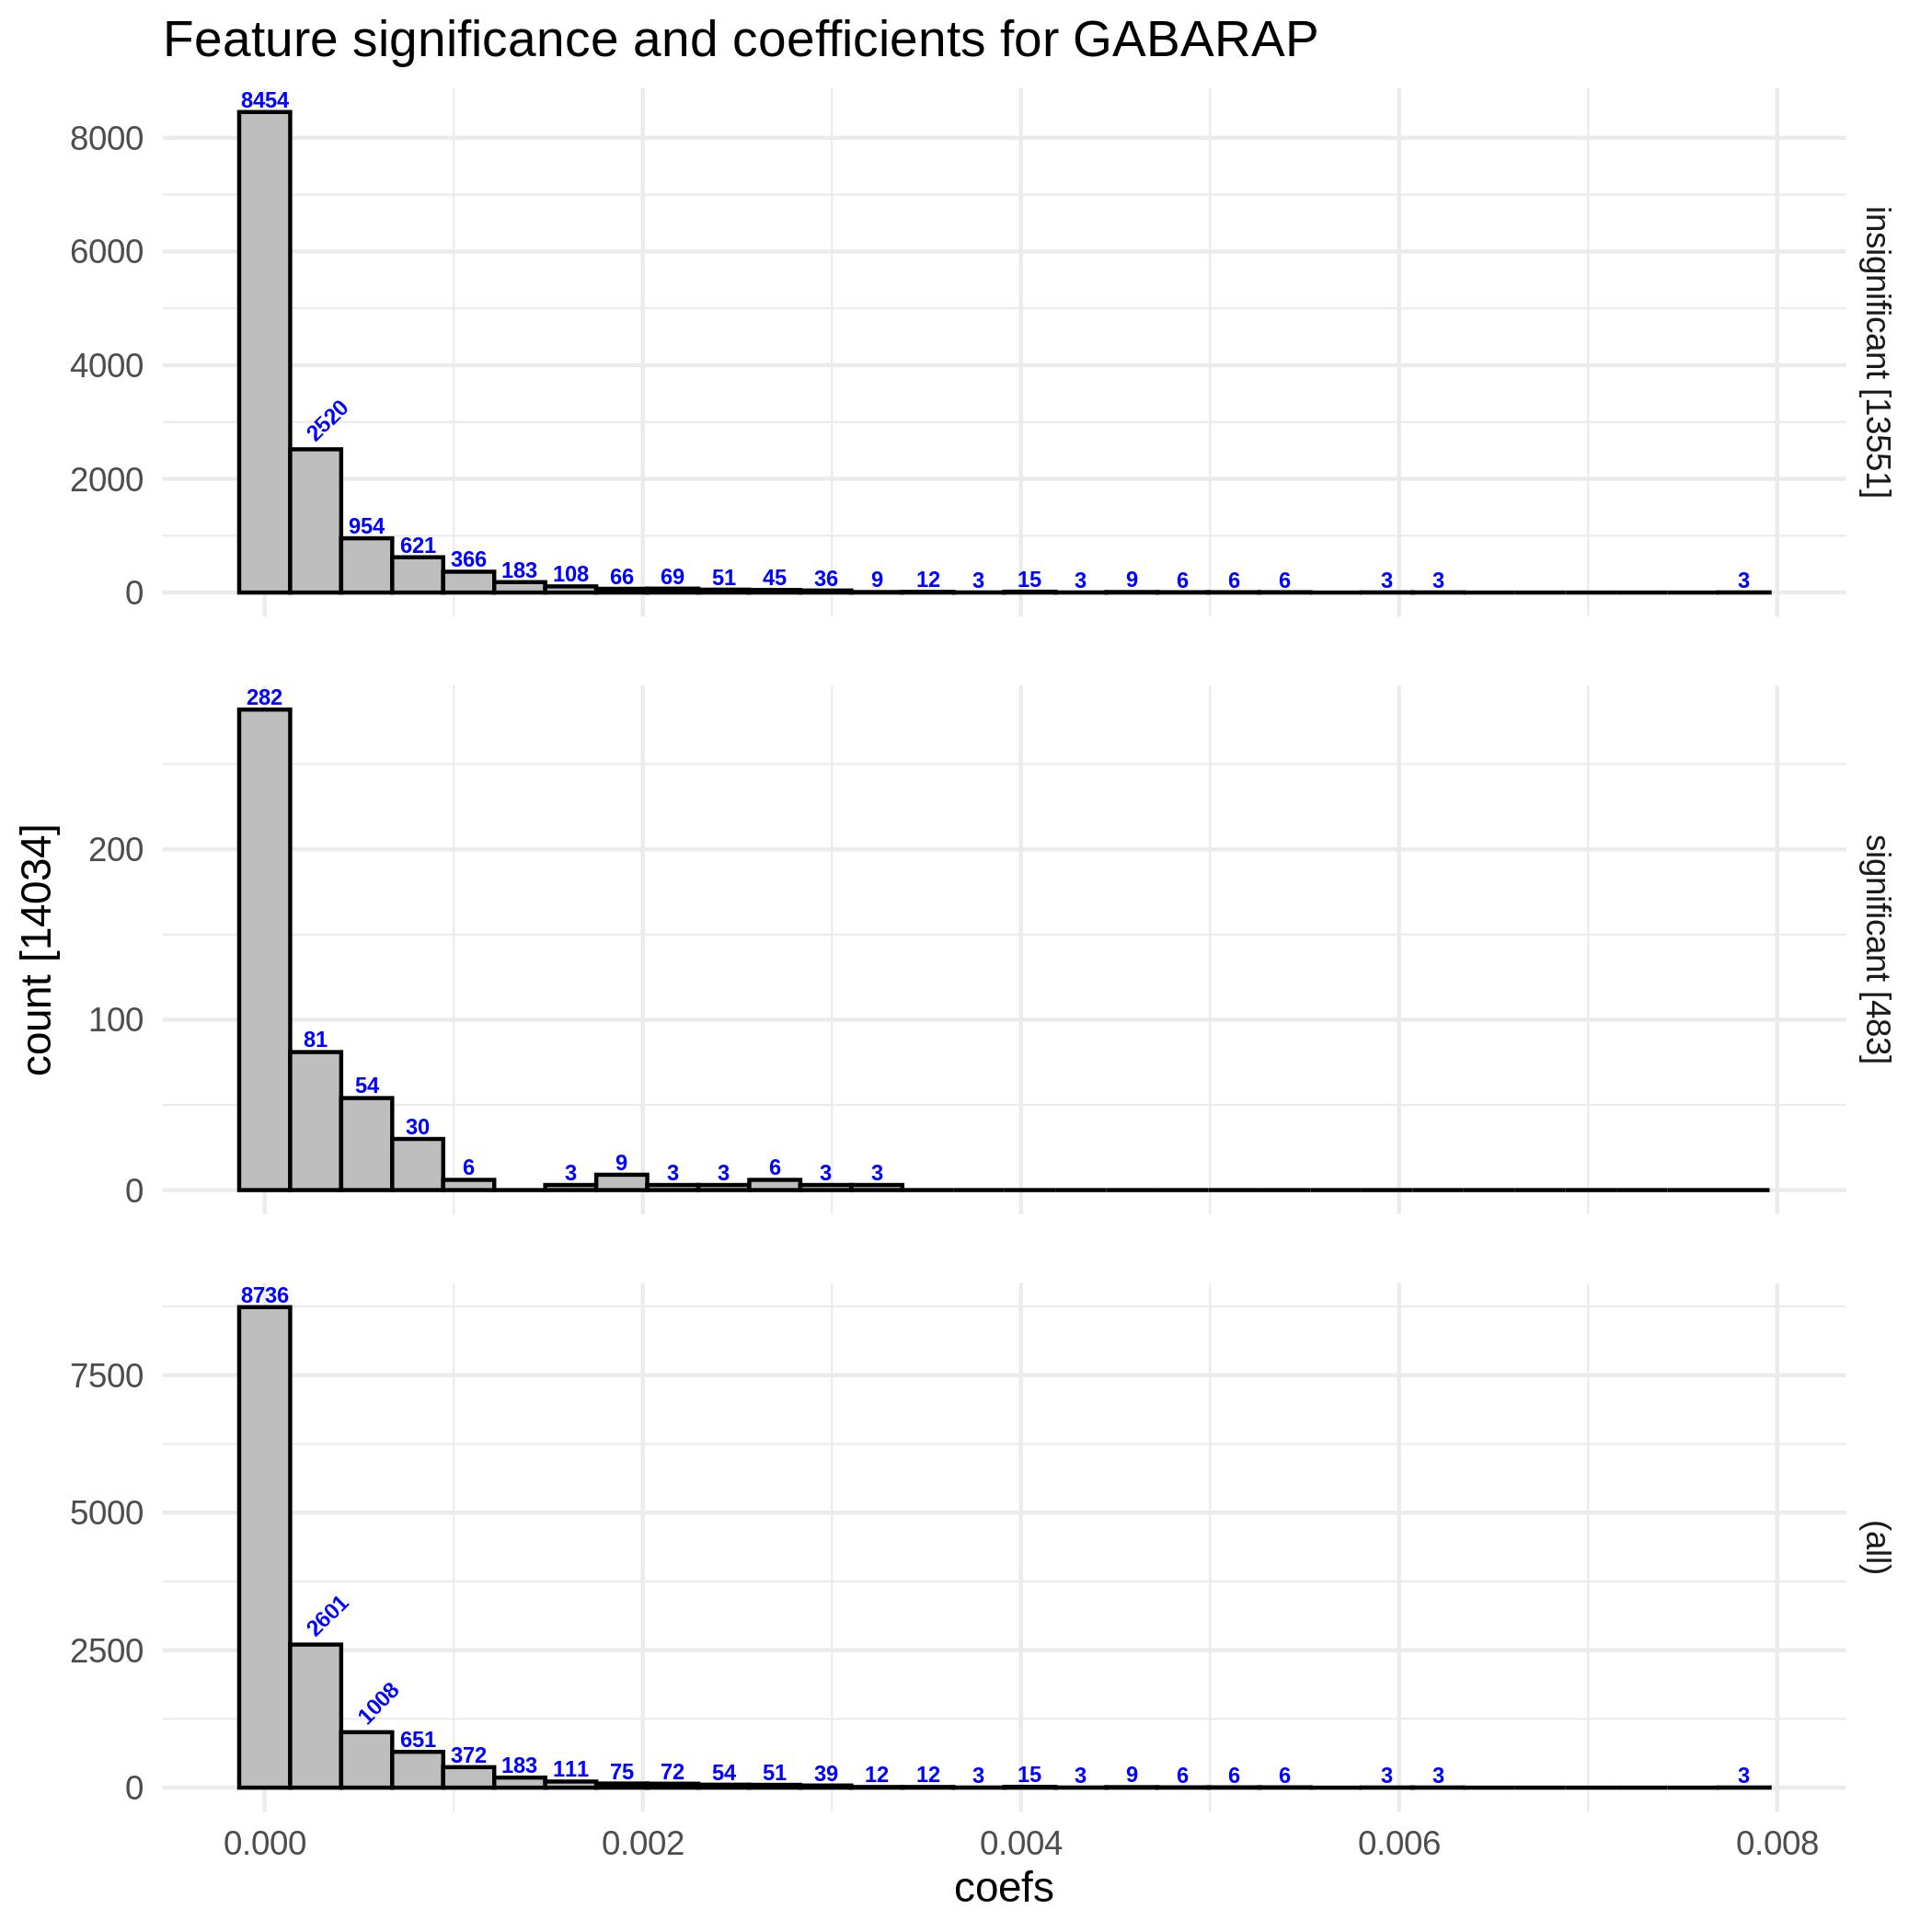 Feature significance and coefficients for GABARAP
8454
8000
6000
4000
2000
0
2520
954 621 366 183 108 66 69 51 45 36 9 12 3 15 3 9 6 6 6 3 3 3
insignificant [13551]
count [14034]
282
200
100
0
81
54
30
6 3 9 3 3 6 3 3
significant [483]
8736
7500
5000
2500
0
2601
1008
651 372 183 111 75 72 54 51 39 12 12 3 15 3 9 6 6 6 3 3 3
(all)
0.000 0.002 0.004 0.006 0.008
coefs